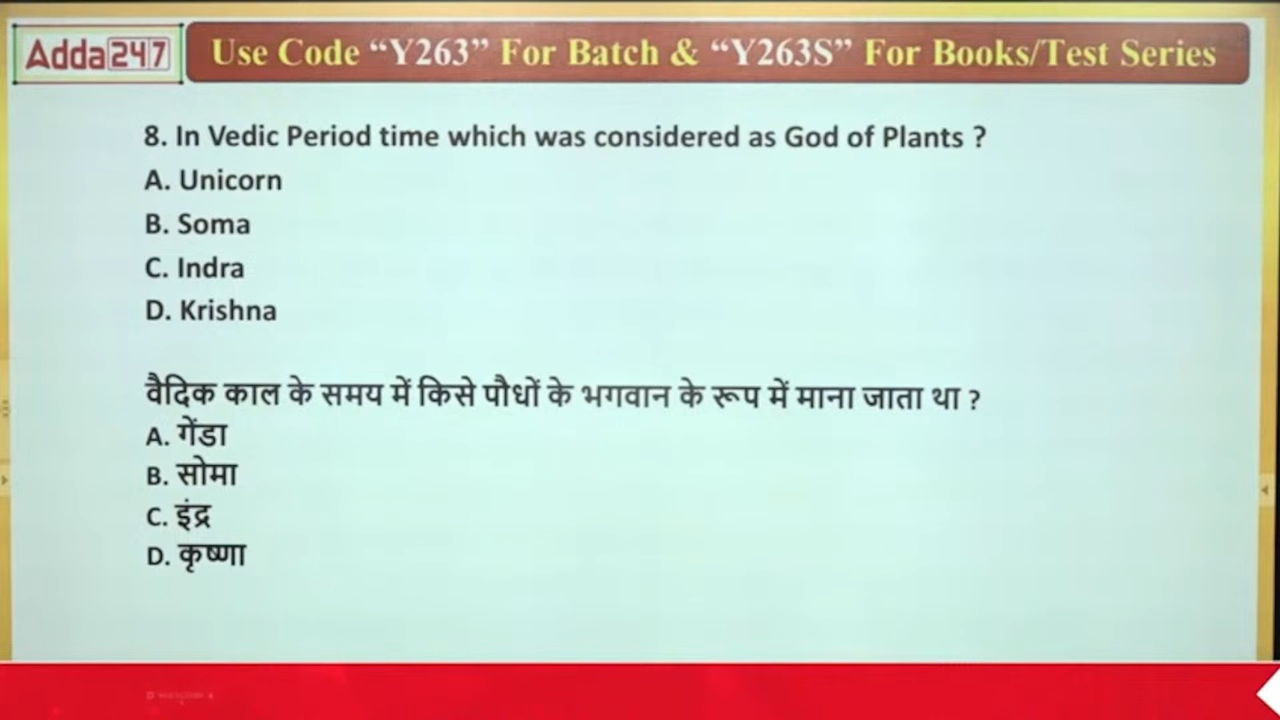 Adda247
Use Code “Y263” For Batch & “Y263S” For Books/Test Series
8. In Vedic Period time which was considered as God of Plants ?
A. Unicorn
B. Soma
C. Indra
D. Krishna
वैदिक काल के समय में किसे पौधों के भगवान के रूप में माना जाता था ?
A. गेंडा
B. सोमा
C. इंद्र
D. कृष्णा